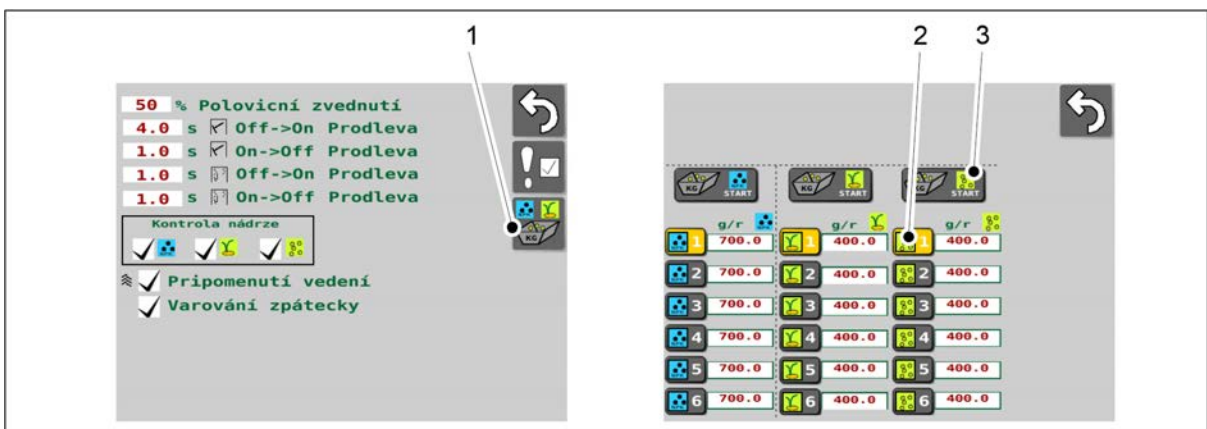 1
2
3
50 % Polovicní zvednutí
4.0 s Off->On Prodleva
1.0 s On->Off Prodleva
1.0 s Off->On Prodleva
1.0 s On->Off Prodleva
Kontrola nádrze
Pripomenutí vedení
Varování zpátecky
KG
KG START
KG START
KG START
g/r g/r g/r
1 700.0 1 400.0 1 400.0
2 700.0 2 400.0 2 400.0
3 700.0 3 400.0 3 400.0
4 700.0 4 400.0 4 400.0
5 700.0 5 400.0 5 400.0
6 700.0 6 400.0 6 400.0